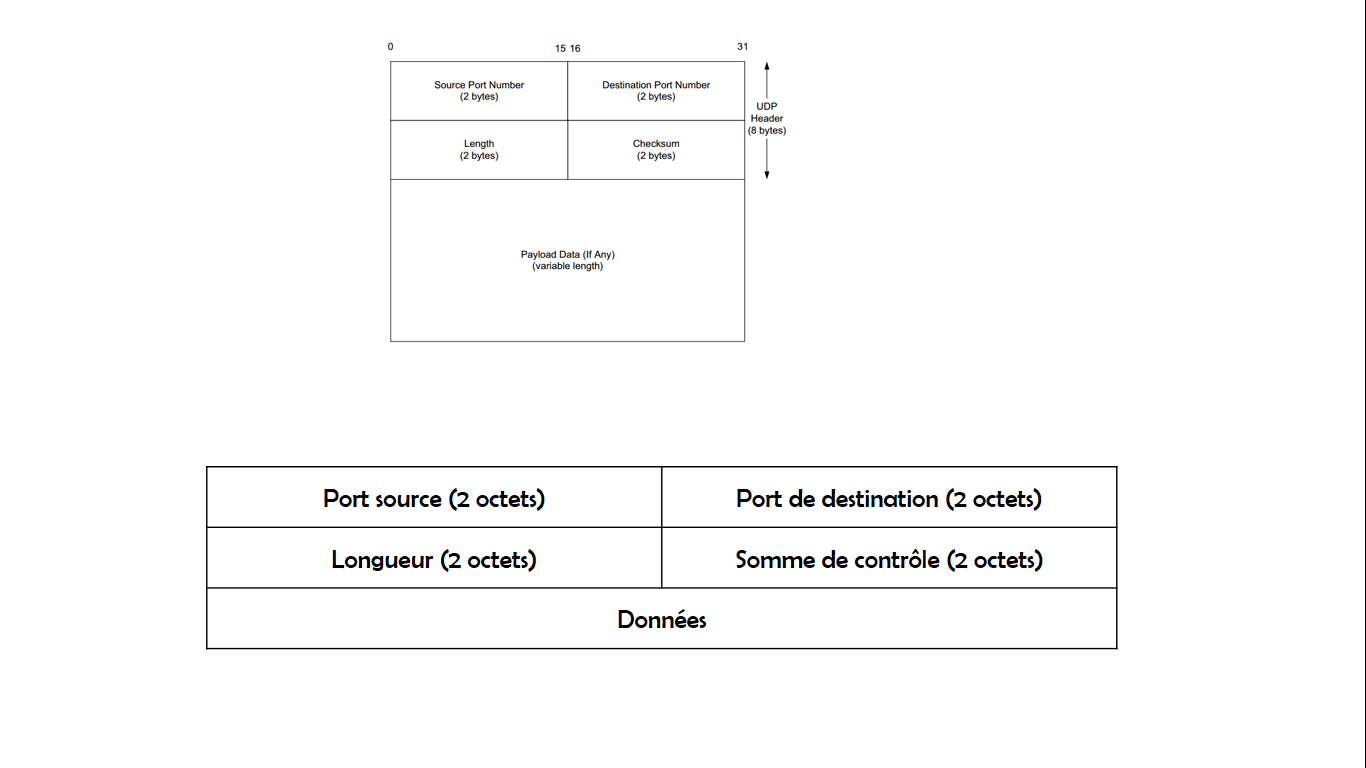 0 15 16 31
Source Port Number
(2 bytes)
Destination Port Number
(2 bytes)
UDP
Header
(8 bytes)
Length
(2 bytes)
Checksum
(2 bytes)
Payload Data (If Any)
(variable length)
Port source (2 octets)
Port de destination (2 octets)
Longueur (2 octets)
Somme de contrôle (2 octets)
Données